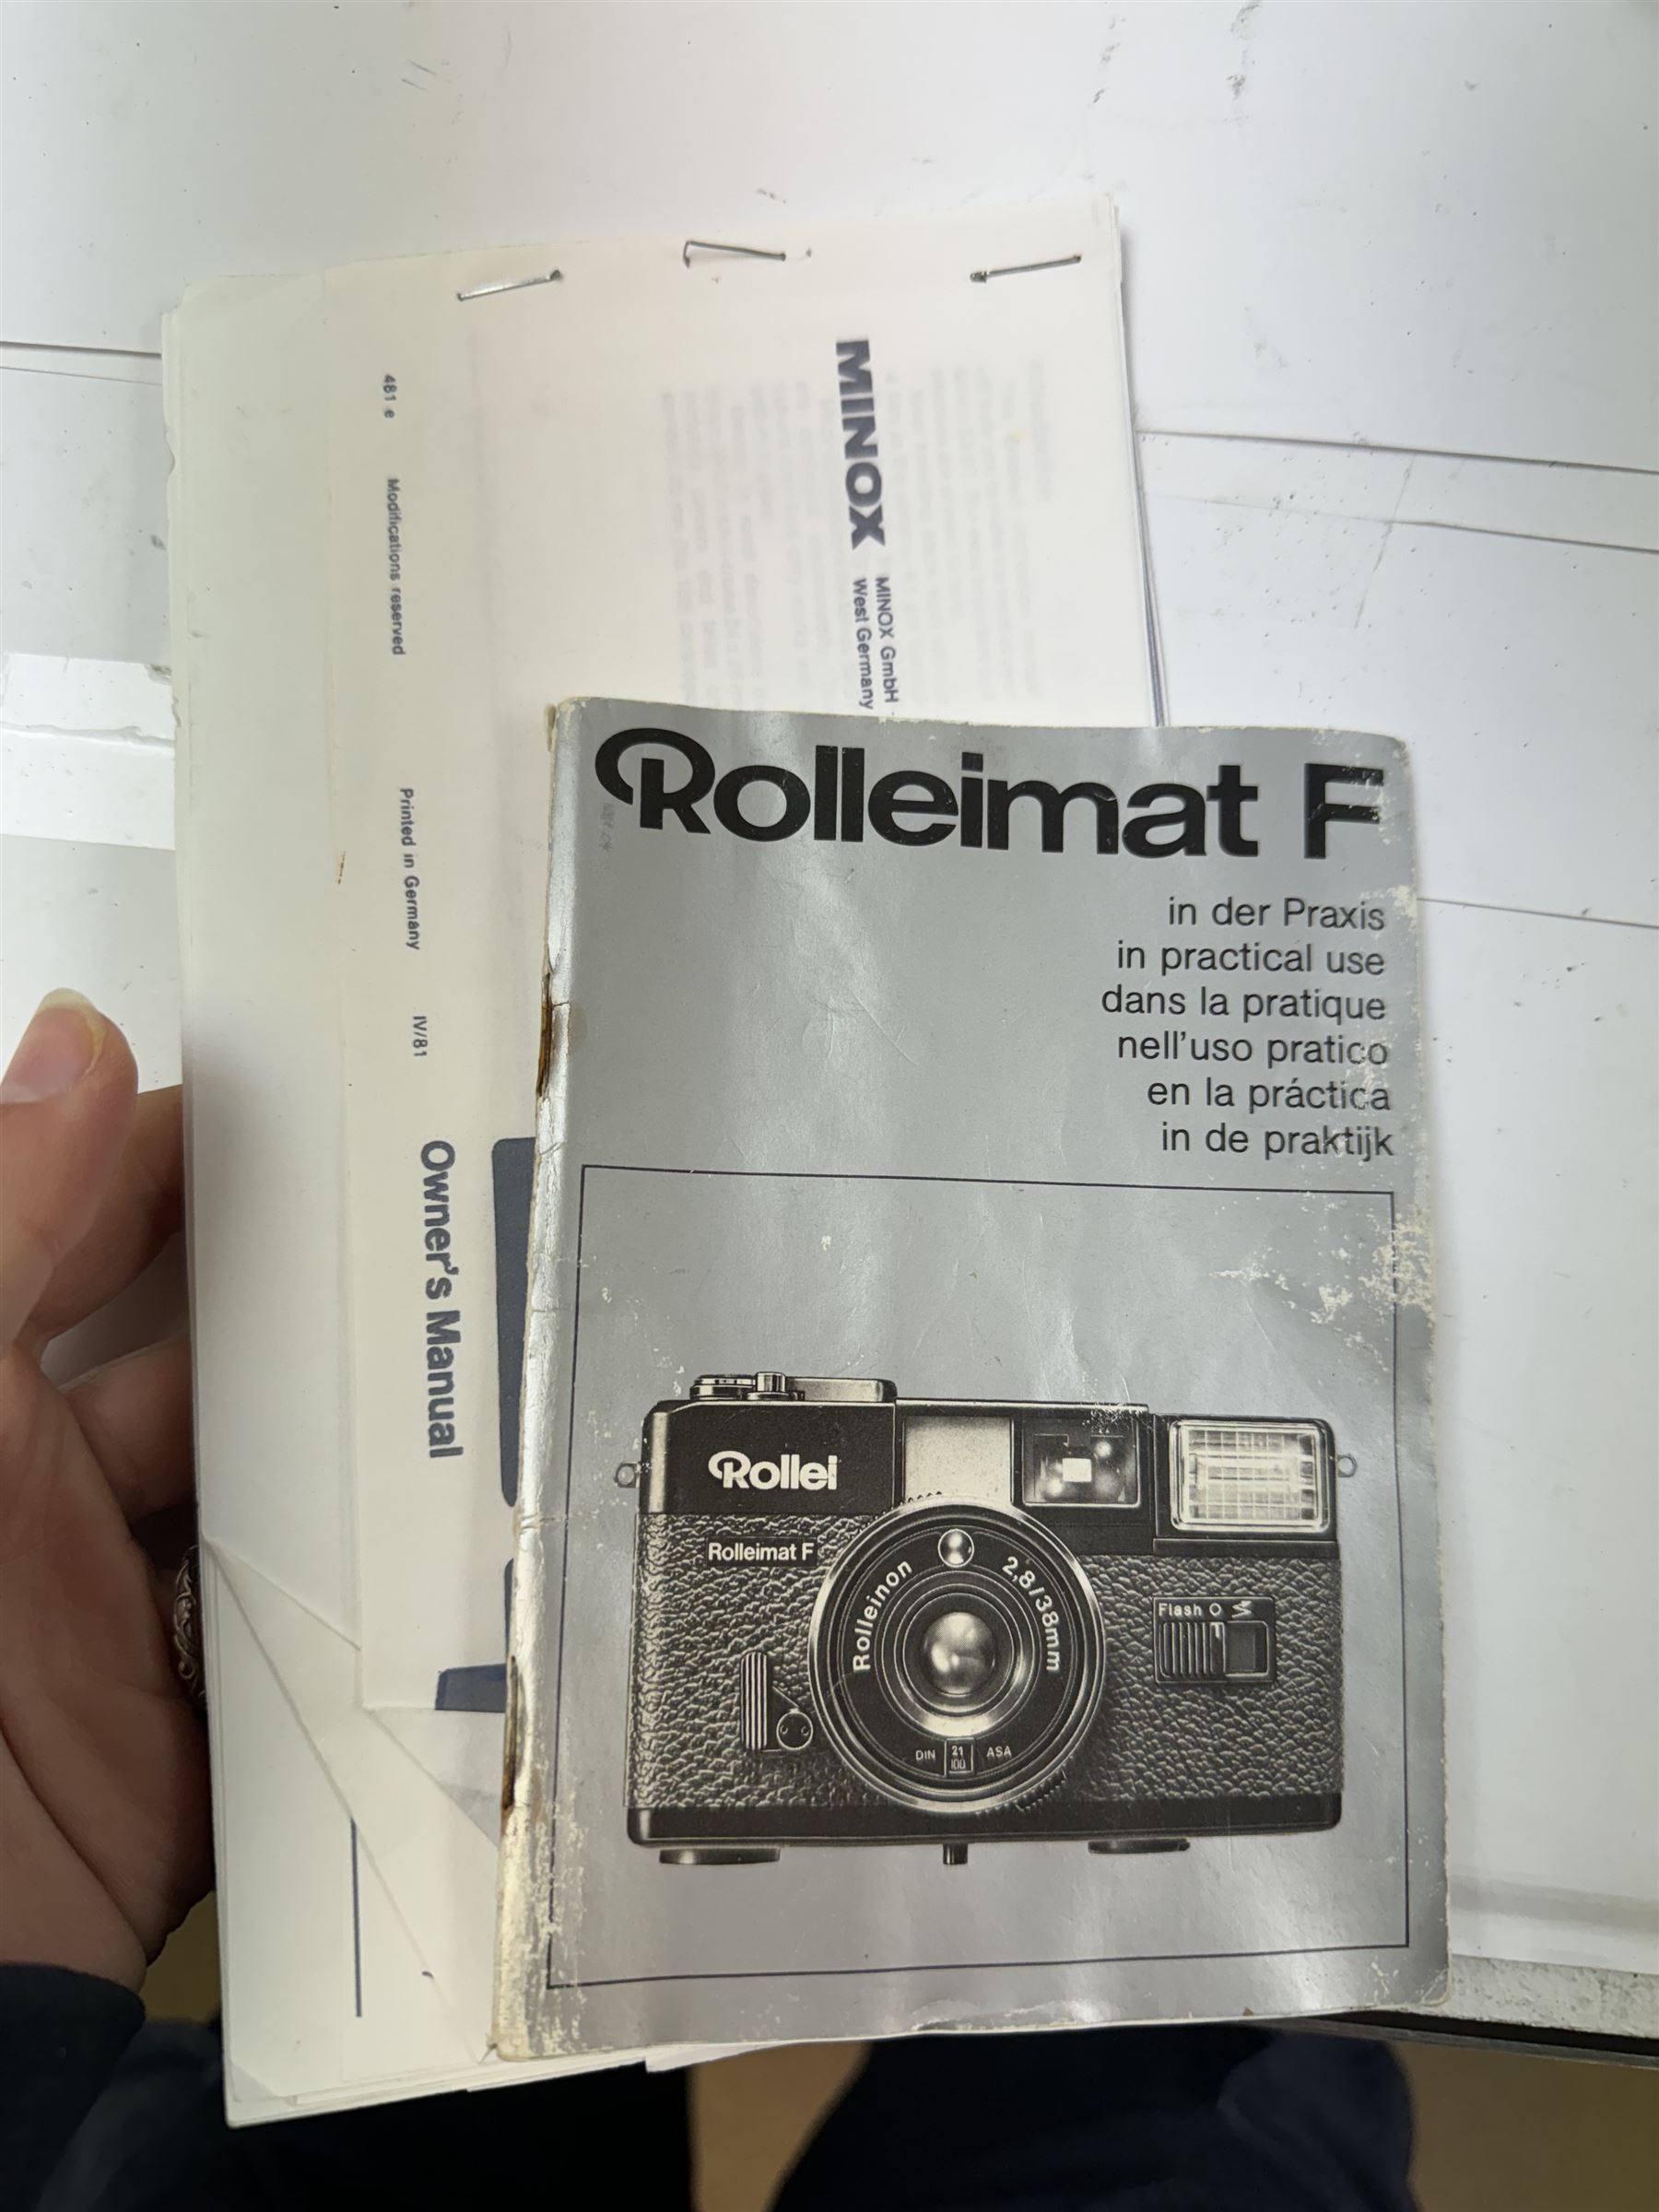 MINOX
MINOX GmbH
West Germany
481 e
Modifications reserved
Printed in Germany
IV/81
Owner's Manual
Rolleimat F
in der Praxis
in practical use
dans la pratique
nell'uso pratico
en la práctica
in de praktijk
Rollei
Rolleimat F
Rolleinon 2,8/38mm
Flash O
DIN 21 ASA
100